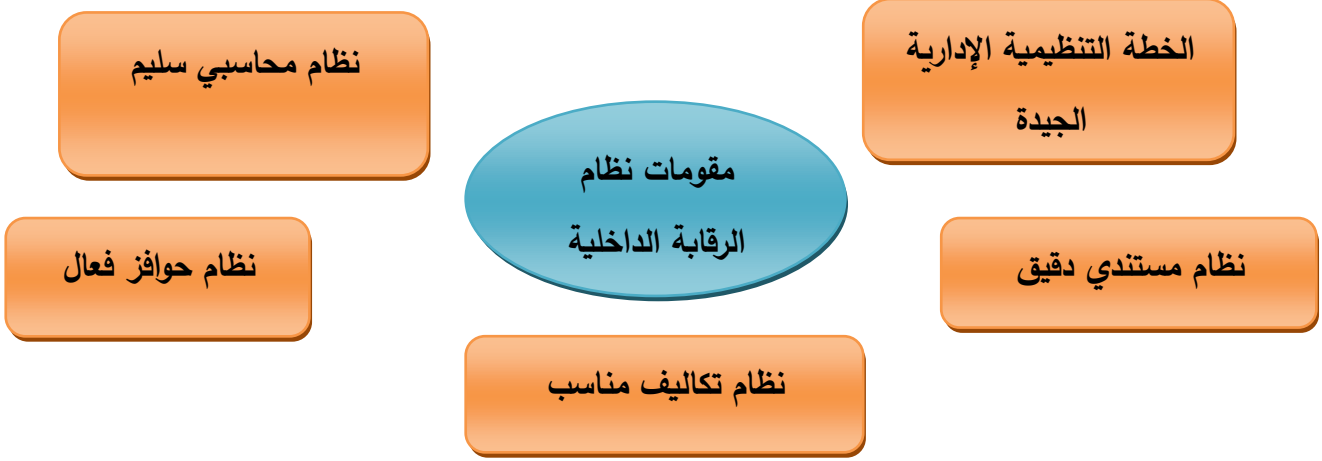 الخطة التنظيمية الإدارية
الجيدة
نظام محاسبي سليم
مقومات نظام
الرقابة الداخلية
نظام مستندي دقيق
نظام حوافز فعال
نظام تكاليف مناسب